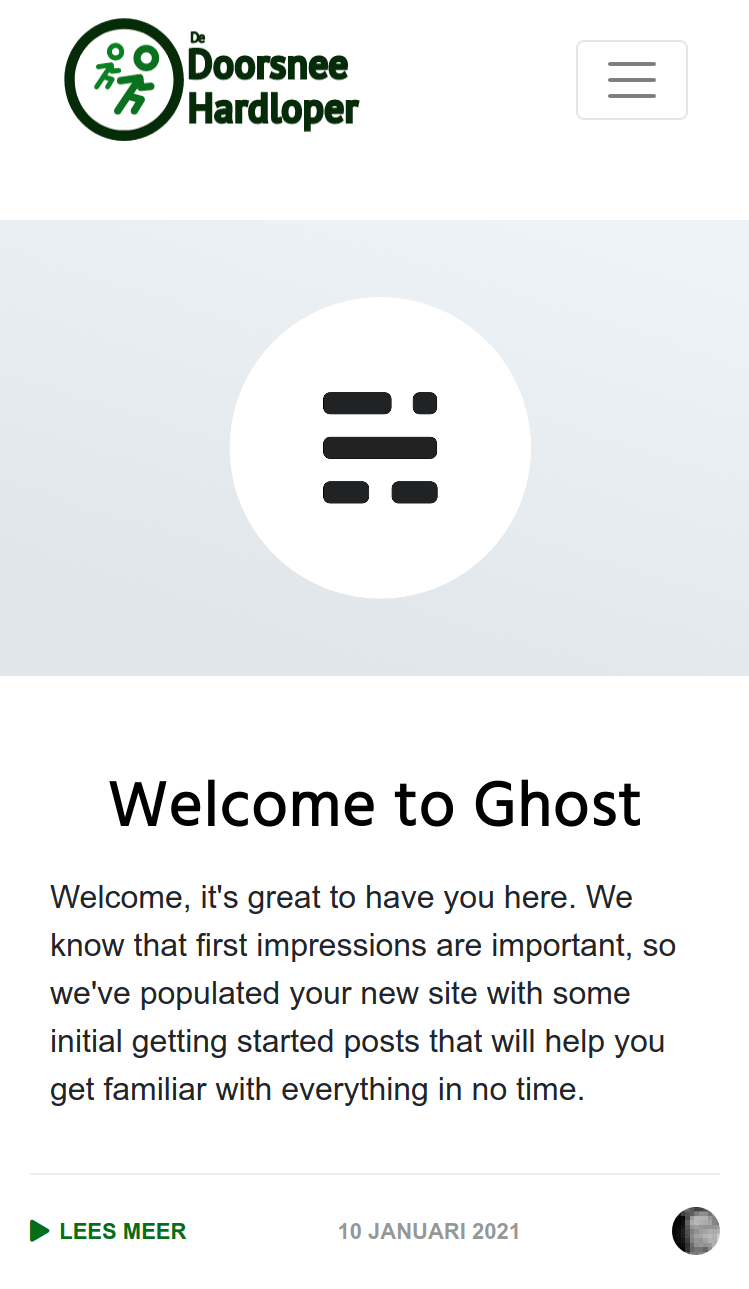 De
Doorsnee
Hardloper
Welcome to Ghost
Welcome, it's great to have you here. We
know that first impressions are important, so
we've populated your new site with some
initial getting started posts that will help you
get familiar with everything in no time.
LEES MEER
10 JANUARI 2021